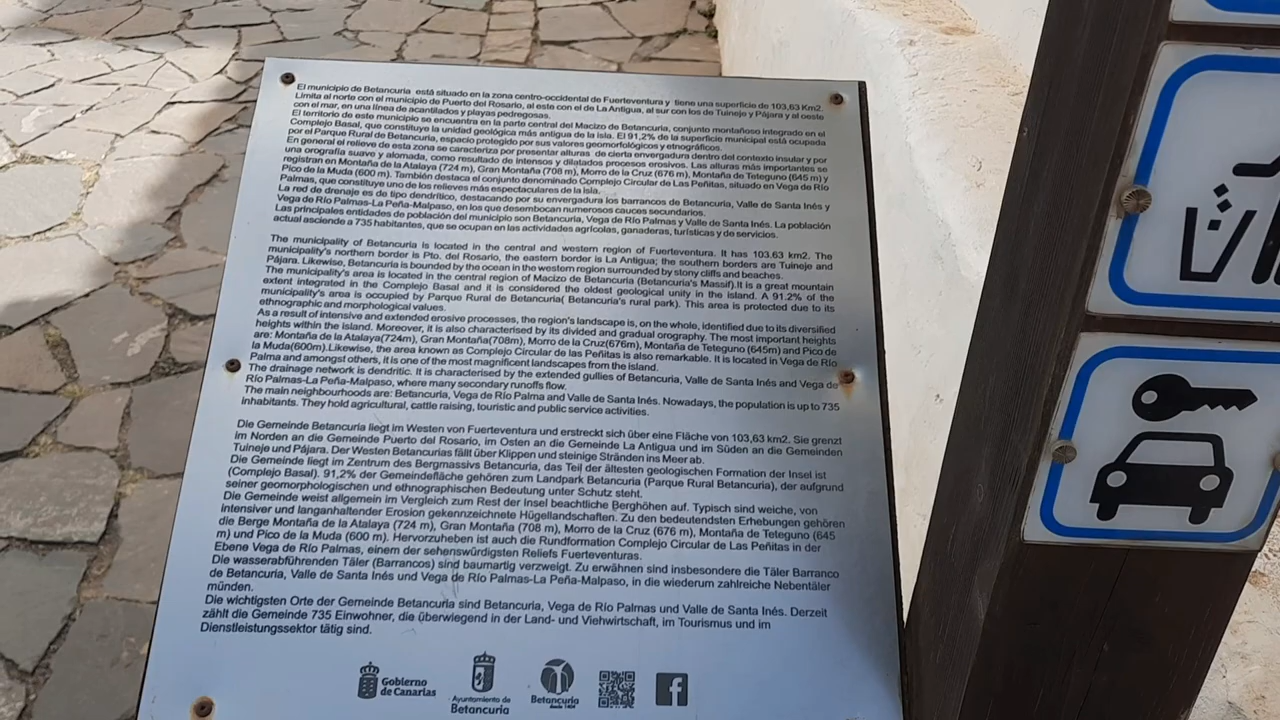 El municipio de Betancuria está situado en la zona centro-occidental de Fuerteventura y tiene una superficie de 103,63 Km2.
Limita al norte con el municipio de Puerto del Rosario, al este con el de La Antigua, al sur con los de Tuineje y Pájara y al oeste
con el mar, en una línea de acantilados y playas pedregosas.
El territorio de este municipio se encuentra en la parte central del Macizo de Betancuria, conjunto montañoso integrado en el
Complejo Basal, que constituye la unidad geológica más antigua de la isla. El 91,2% de la superficie municipal está ocupada
por el Parque Rural de Betancuria, espacio protegido por sus valores geomorfológicos y etnográficos.
En general el relieve de esta zona se caracteriza por presentar alturas de cierta envergadura dentro del contexto insular y por
una orografía suave y alomada, como resultado de intensos y dilatados procesos erosivos. Las alturas más importantes se
registran en Montaña de la Atalaya (724 m), Gran Montaña (708 m), Morro de la Cruz (676 m), Montaña de Teteguno (645 m) y
Pico de la Muda (600 m). También destaca el conjunto denominado Complejo Circular de Las Peñitas, situado en Vega de Río
Palmas, que constituye uno de los relieves más espectaculares de la isla.
La red de drenaje es de tipo dendrítico, destacando por su envergadura los barrancos de Betancuria, Valle de Santa Inés y
Vega de Río Palmas-La Peña-Malpaso, en los que desembocan numerosos cauces secundarios.
Las principales entidades de población del municipio son Betancuria, Vega de Río Palmas y Valle de Santa Inés. La población
actual asciende a 735 habitantes, que se ocupan en las actividades agrícolas, ganaderas, turísticas y de servicios.
The municipality of Betancuria is located in the central and western region of Fuerteventura. It has 103.63 km2. The
municipality's northern border is Pto. del Rosario, the eastern border is La Antigua; the southern borders are Tuineje and
Pájara. Likewise, Betancuria is bounded by the ocean in the western region surrounded by stony cliffs and beaches.
The municipality's area is located in the central region of Macizo de Betancuria (Betancuria's Massif).It is a great mountain
extent integrated in the Complejo Basal and it is considered the oldest geological unity in the island. A 91.2% of the
municipality's area is occupied by Parque Rural de Betancuria( Betancuria's rural park). This area is protected due to its
ethnographic and morphological values.
As a result of intensive and extended erosive processes, the region's landscape is, on the whole, identified due to its diversified
heights within the island. Moreover, it is also characterised by its divided and gradual orography. The most important heights
are: Montaña de la Atalaya(724m), Gran Montaña(708m), Morro de la Cruz(676m), Montaña de Teteguno (645m) and Pico de
la Muda(600m).Likewise, the area known as Complejo Circular de las Peñitas is also remarkable. It is located in Vega de Río
Palma and amongst others, it is one of the most magnificent landscapes from the island.
The drainage network is dendritic. It is characterised by the extended gullies of Betancuria, Valle de Santa Inés and Vega de
Río Palmas-La Peña-Malpaso, where many secondary runoffs flow.
The main neighbourhoods are: Betancuria, Vega de Río Palma and Valle de Santa Inés. Nowadays, the population is up to 735
inhabitants. They hold agricultural, cattle raising, touristic and public service activities.
Die Gemeinde Betancuria liegt im Westen von Fuerteventura und erstreckt sich über eine Fläche von 103,63 km2. Sie grenzt
im Norden an die Gemeinde Puerto del Rosario, im Osten an die Gemeinde La Antigua und im Süden an die Gemeinden
Tuineje und Pájara. Der Westen Betancurias fällt über Klippen und steinige Stränden ins Meer ab.
Die Gemeinde liegt im Zentrum des Bergmassivs Betancuria, das Teil der ältesten geologischen Formation der Insel ist
(Complejo Basal). 91,2% der Gemeindefläche gehören zum Landpark Betancuria (Parque Rural Betancuria), der aufgrund
seiner geomorphologischen und ethnographischen Bedeutung unter Schutz steht.
Die Gemeinde weist allgemein im Vergleich zum Rest der Insel beachtliche Berghöhen auf. Typisch sind weiche, von
intensiver und langanhaltender Erosion gekennzeichnete Hügellandschaften. Zu den bedeutendsten Erhebungen gehören
die Berge Montaña de la Atalaya (724 m), Gran Montaña (708 m), Morro de la Cruz (676 m), Montaña de Teteguno (645
m) und Pico de la Muda (600 m). Hervorzuheben ist auch die Rundformation Complejo Circular de Las Peñitas in der
Ebene Vega de Río Palmas, einem der sehenswürdigsten Reliefs Fuerteventuras.
Die wasserabführenden Täler (Barrancos) sind baumartig verzweigt. Zu erwähnen sind insbesondere die Täler Barranco
de Betancuria, Valle de Santa Inés und Vega de Río Palmas-La Peña-Malpaso, in die wiederum zahlreiche Nebentäler
münden.
Die wichtigsten Orte der Gemeinde Betancuria sind Betancuria, Vega de Río Palmas und Valle de Santa Inés. Derzeit
zählt die Gemeinde 735 Einwohner, die überwiegend in der Land- und Viehwirtschaft, im Tourismus und im
Dienstleistungssektor tätig sind.
Gobierno
de Canarias
Ayuntamiento de
Betancuria
Betancuria
desde 1404